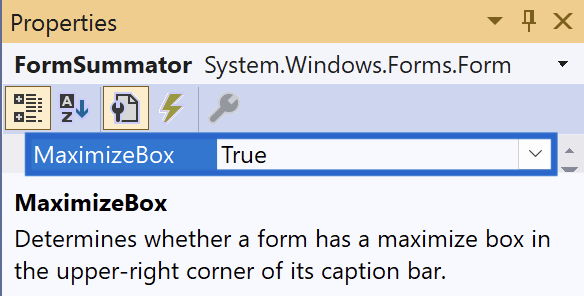 Properties
FormSummator System.Windows.Forms.Form
A
Z
MaximizeBox True
MaximizeBox
Determines whether a form has a maximize box in
the upper-right corner of its caption bar.